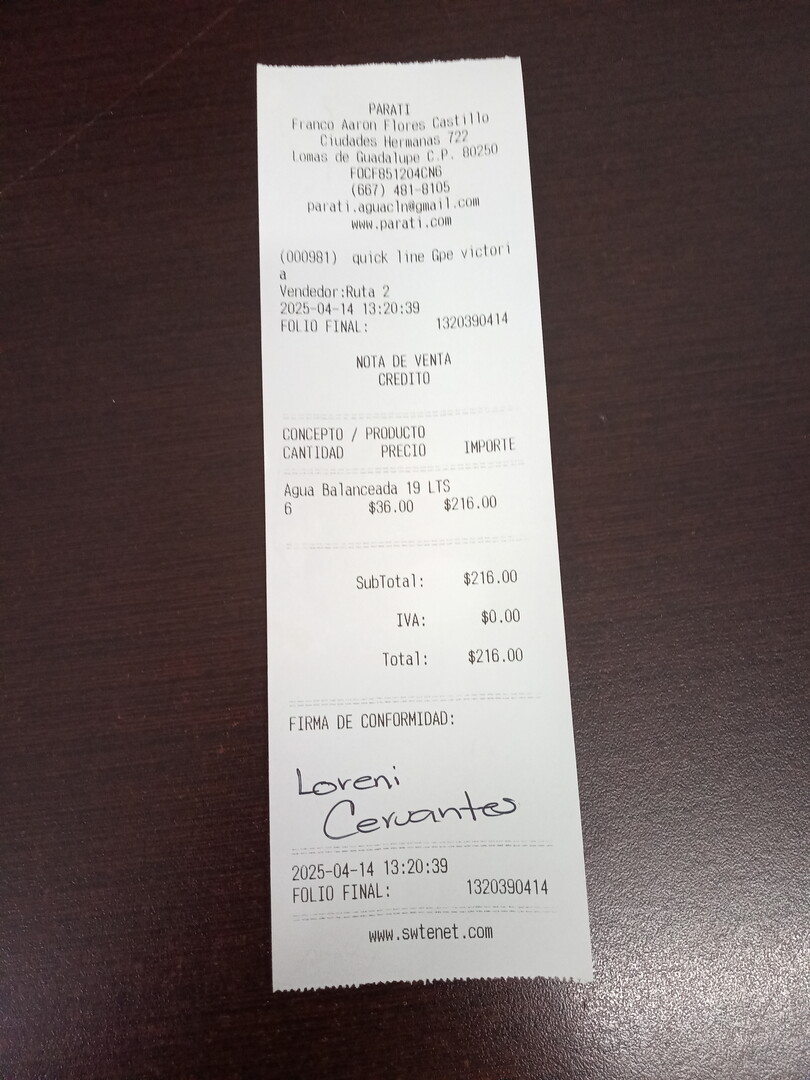 PARATI
Franco Aaron Flores Castillo
Ciudades Hermanas 722
Lomas de Guadalupe C.P. 80250
FOCF851204CN6
(667) 481-8105
parati.aguacln@gmail.com
www.parati.com
(000981) quick line Gpe victori
a
Vendedor:Ruta 2
2025-04-14 13:20:39
FOLIO FINAL: 1320390414
NOTA DE VENTA
CREDITO
CONCEPTO / PRODUCTO
CANTIDAD PRECIO IMPORTE
Agua Balanceada 19 LTS
6 $36.00 $216.00
SubTotal: $216.00
IVA: $0.00
Total: $216.00
FIRMA DE CONFORMIDAD:
Loreni
Cervantes
2025-04-14 13:20:39
FOLIO FINAL: 1320390414
www.swtenet.com